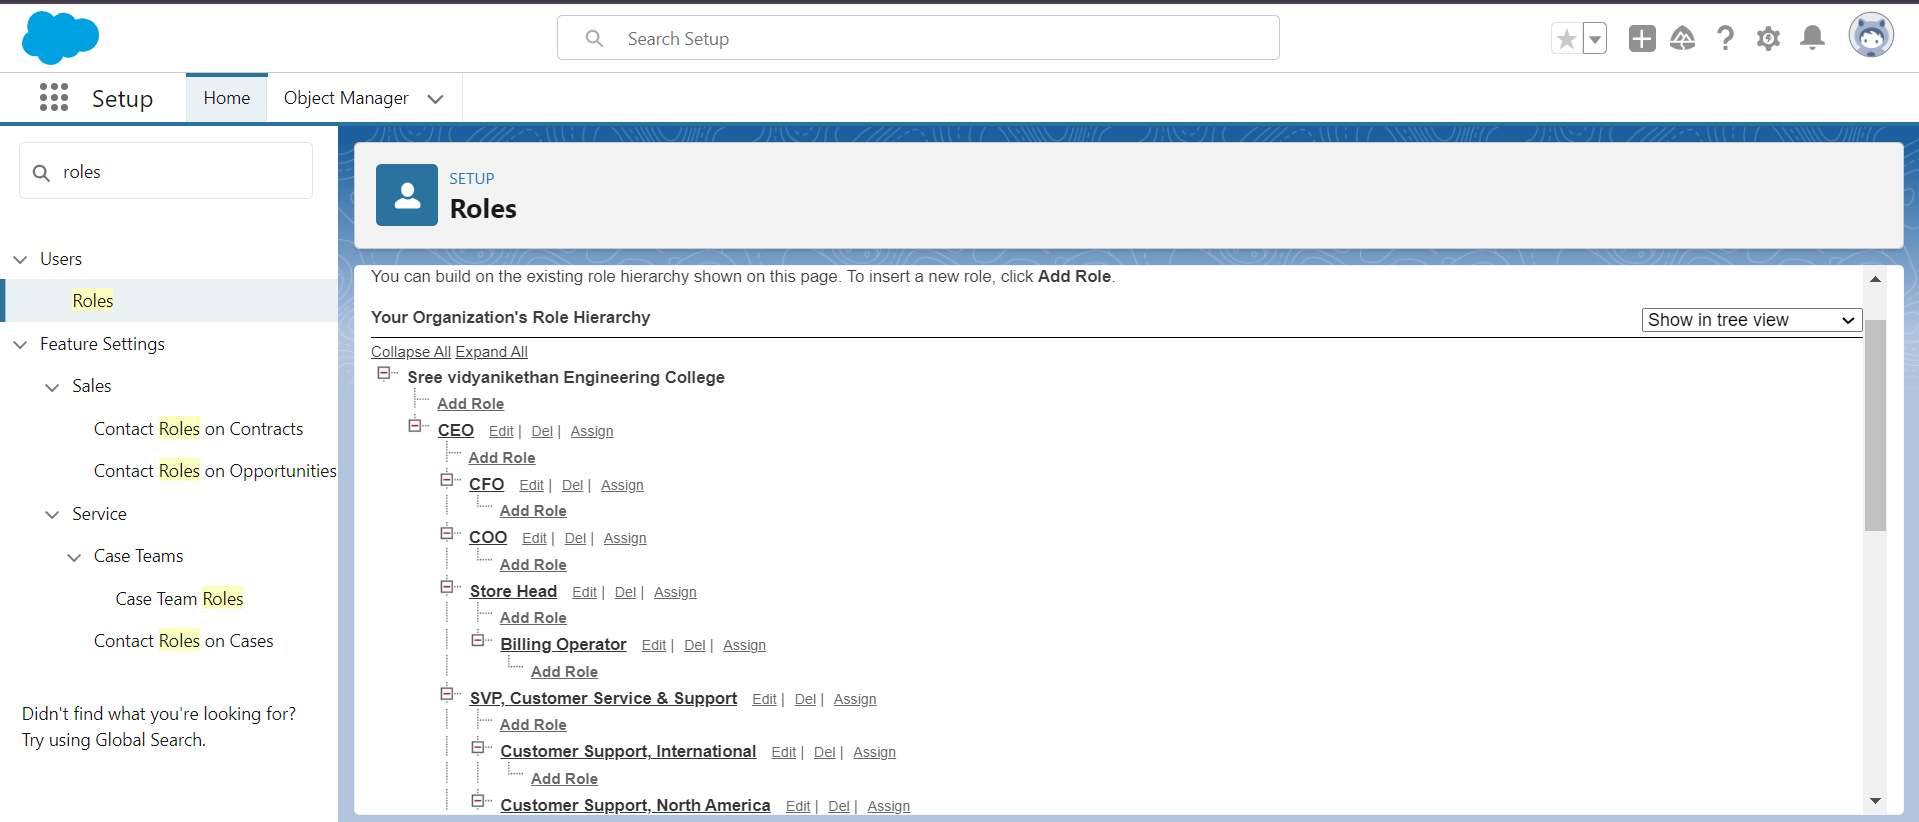 Search Setup
Setup
Home
Object Manager
roles
Users
Roles
Feature Settings
Sales
Contact Roles on Contracts
Contact Roles on Opportunities
Service
Case Teams
Case Team Roles
Contact Roles on Cases
Didn't find what you're looking for?
Try using Global Search.
SETUP
Roles
You can build on the existing role hierarchy shown on this page. To insert a new role, click Add Role.
Your Organization's Role Hierarchy
Show in tree view
Collapse All Expand All
Sree vidyanikethan Engineering College
Add Role
CEO Edit | Del | Assign
Add Role
CFO Edit | Del | Assign
Add Role
COO Edit | Del | Assign
Add Role
Store Head Edit | Del | Assign
Add Role
Billing Operator Edit | Del | Assign
Add Role
SVP, Customer Service & Support Edit | Del | Assign
Add Role
Customer Support, International Edit | Del | Assign
Add Role
Customer Support, North America Edit | Del | Assign